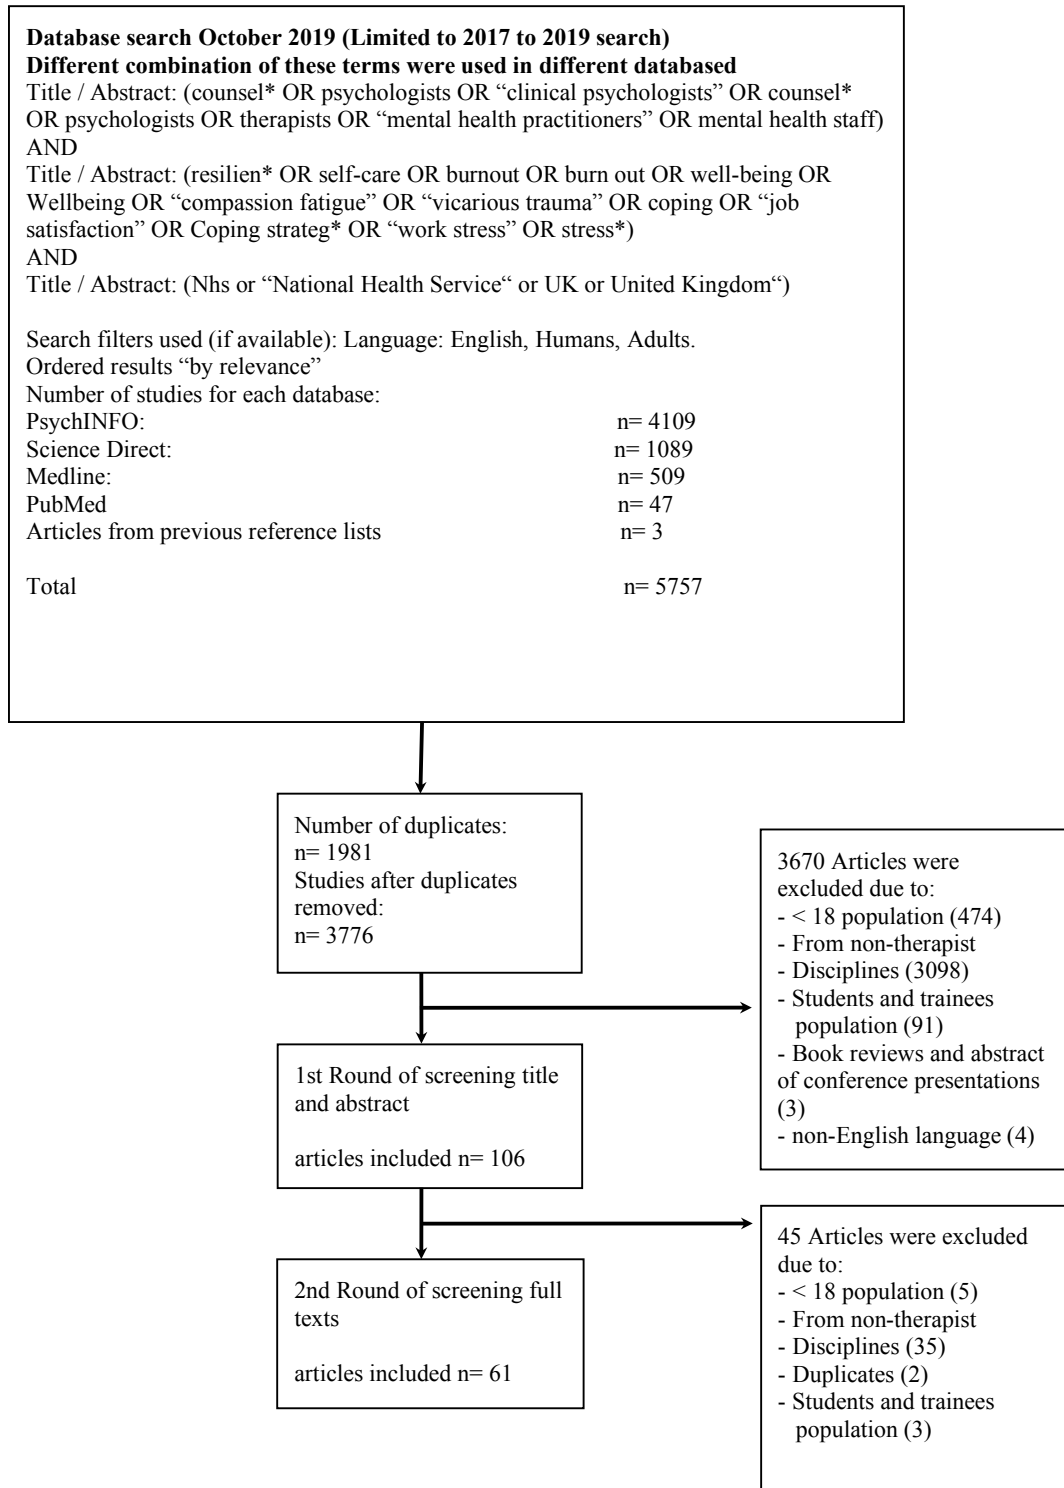 Database search October 2019 (Limited to 2017 to 2019 search)
Different combination of these terms were used in different databased
Title / Abstract: (counsel* OR psychologists OR “clinical psychologists” OR counsel*
OR psychologists OR therapists OR “mental health practitioners” OR mental health staff)
AND
Title / Abstract: (resilien* OR self-care OR burnout OR burn out OR well-being OR
Wellbeing OR “compassion fatigue” OR “vicarious trauma” OR coping OR “job
satisfaction” OR Coping strateg* OR “work stress” OR stress*)
AND
Title / Abstract: (Nhs or “National Health Service“ or UK or United Kingdom“)
Search filters used (if available): Language: English, Humans, Adults.
Ordered results “by relevance”
Number of studies for each database:
PsychINFO: n= 4109
Science Direct: n= 1089
Medline: n= 509
PubMed n= 47
Articles from previous reference lists n= 3
Total n= 5757
Number of duplicates:
n= 1981
Studies after duplicates
removed:
n= 3776
3670 Articles were
excluded due to:
- < 18 population (474)
- From non-therapist
- Disciplines (3098)
- Students and trainees
population (91)
- Book reviews and abstract
of conference presentations
(3)
- non-English language (4)
1st Round of screening title
and abstract
articles included n= 106
45 Articles were excluded
due to:
- < 18 population (5)
- From non-therapist
- Disciplines (35)
- Duplicates (2)
- Students and trainees
population (3)
2nd Round of screening full
texts
articles included n= 61